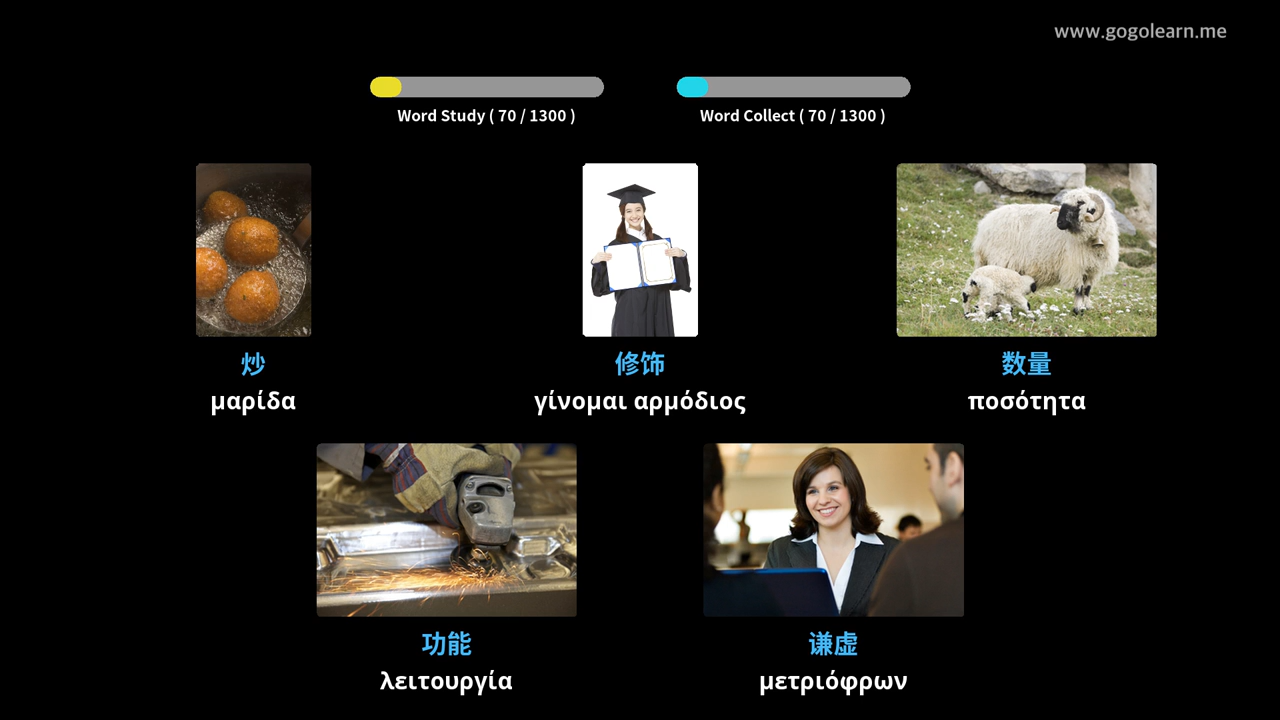 www.gogolearn.me
Word Study ( 70 / 1300 )
Word Collect ( 70 / 1300 )
炒
μαρίδα
修饰
γίνομαι αρμόδιος
数量
ποσότητα
功能
λειτουργία
谦虚
μετριόφρων